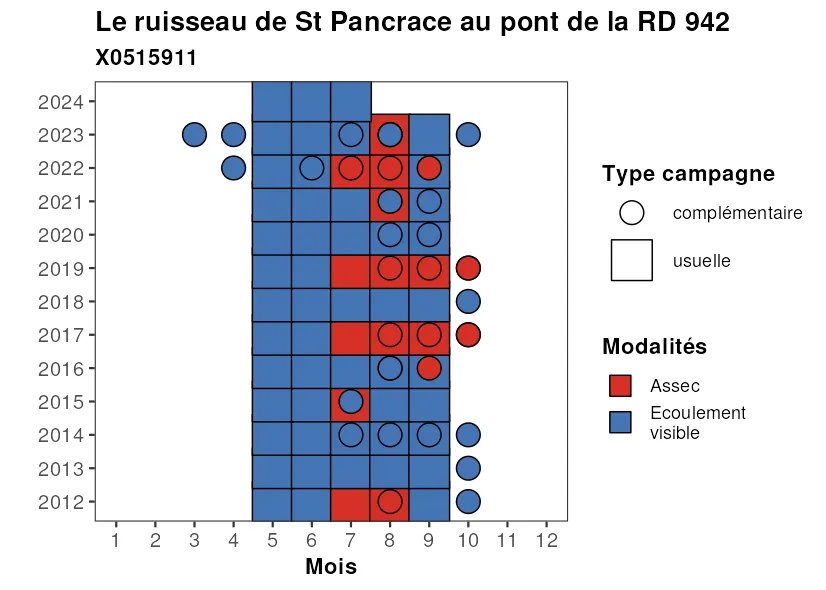 Le ruisseau de St Pancrace au pont de la RD 942
X0515911
2024
2023
2022
2021
2020
2019
2018
2017
2016
2015
2014
2013
2012
1 2 3 4 5 6 7 8 9 10 11 12
Mois
Type campagne
complémentaire
usuelle
Modalités
Assec
Ecoulement
visible